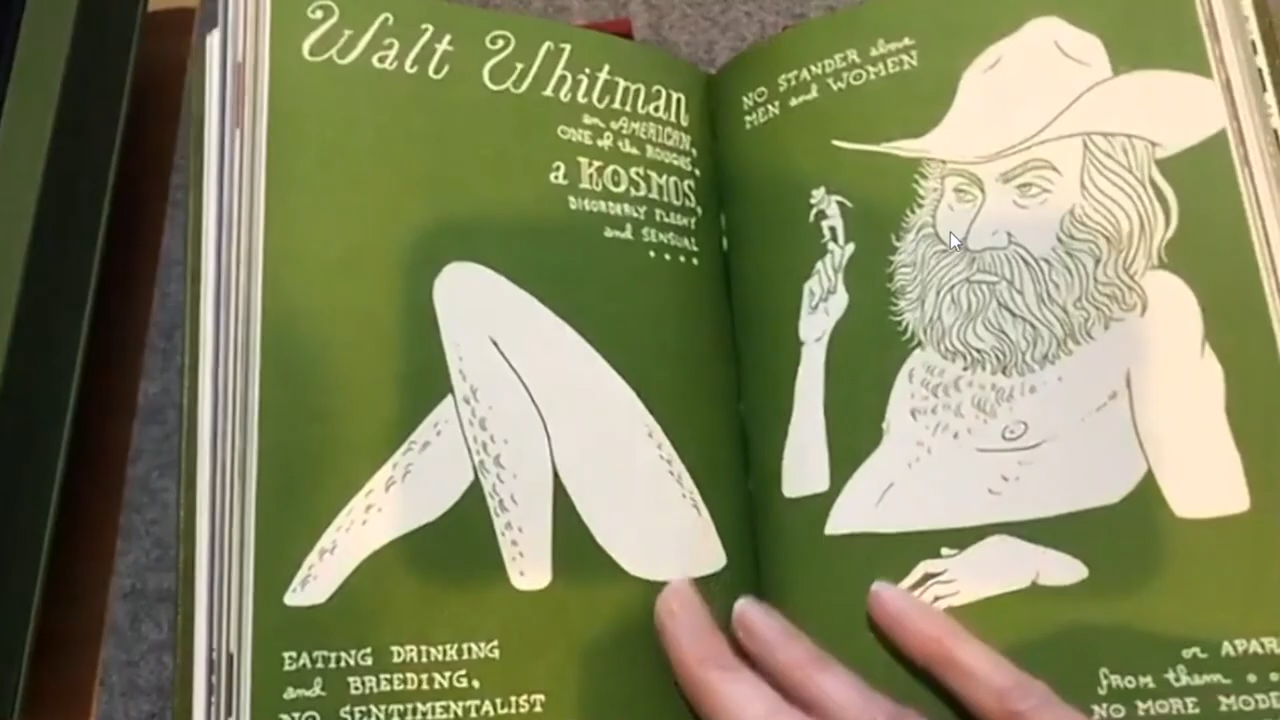 Walt Whitman
an AMERICAN,
ONE of the ROUGHS,
a KOSMOS,
DISORDERLY FLESHY
and SENSUAL
....
EATING DRINKING
and BREEDING,
NO SENTIMENTALIST
NO STANDER above
MEN and WOMEN
or APAR
from them . .
NO MORE MODE